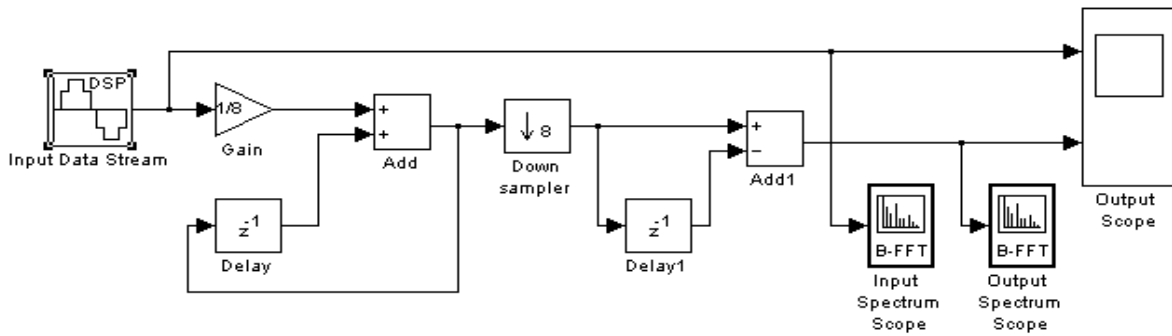 DSP
Input Data Stream
1/8
Gain
+
+
Add
z-1
Delay
↓ 8
Down
sampler
+
−
Add1
z-1
Delay1
B-FFT
Input
Spectrum
Scope
B-FFT
Output
Spectrum
Scope
Output
Scope